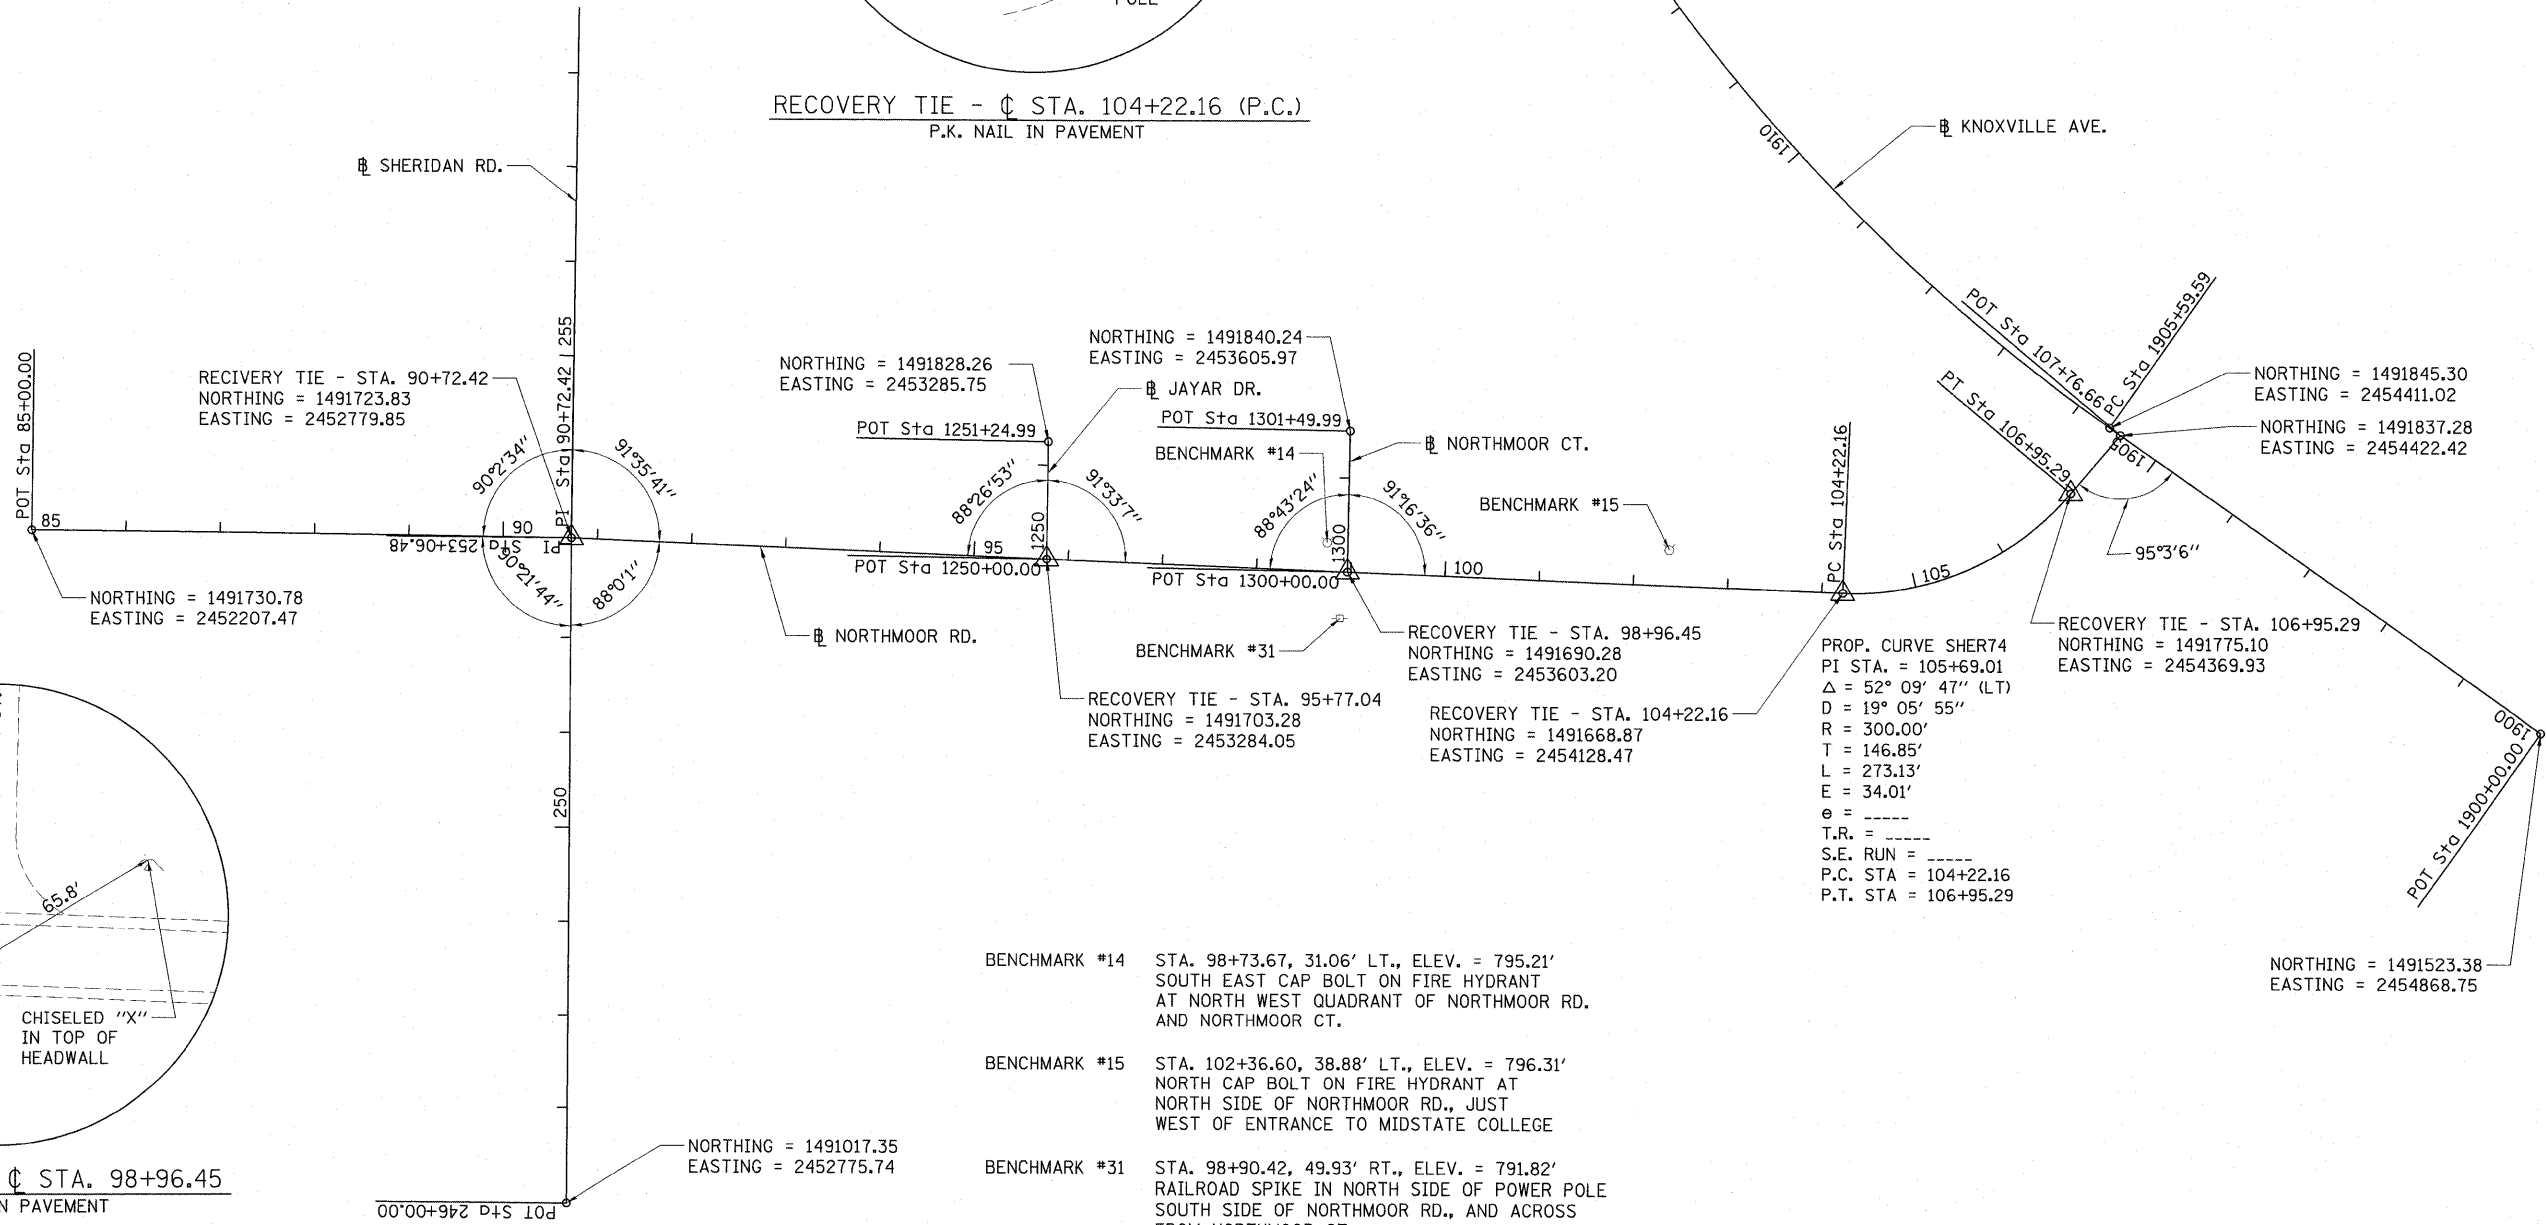 RECOVERY TIE - ℄ STA. 104+22.16 (P.C.)
P.K. NAIL IN PAVEMENT
℄ SHERIDAN RD.
℄ KNOXVILLE AVE.
1910
POT Sta 85+00.00
85
NORTHING = 1491730.78
EASTING = 2452207.47
RECIVERY TIE - STA. 90+72.42
NORTHING = 1491723.83
EASTING = 2452779.85
PI Sta 90+72.42
255
90°2'34"
91°35'41"
90
PI Sta 253+06.48
90°21'44"
88°0'1"
℄ NORTHMOOR RD.
NORTHING = 1491828.26
EASTING = 2453285.75
℄ JAYAR DR.
POT Sta 1251+24.99
88°26'53"
91°33'7"
95
1250
POT Sta 1250+00.00
NORTHING = 1491840.24
EASTING = 2453605.97
POT Sta 1301+49.99
BENCHMARK #14
℄ NORTHMOOR CT.
88°43'24"
91°16'36"
1300
POT Sta 1300+00.00
100
BENCHMARK #15
BENCHMARK #31
RECOVERY TIE - STA. 98+96.45
NORTHING = 1491690.28
EASTING = 2453603.20
RECOVERY TIE - STA. 95+77.04
NORTHING = 1491703.28
EASTING = 2453284.05
RECOVERY TIE - STA. 104+22.16
NORTHING = 1491668.87
EASTING = 2454128.47
PC Sta 104+22.16
105
POT Sta 107+76.66
PC Sta 1905+59.59
PT Sta 106+95.29
1905
NORTHING = 1491845.30
EASTING = 2454411.02
NORTHING = 1491837.28
EASTING = 2454422.42
95°3'6"
RECOVERY TIE - STA. 106+95.29
NORTHING = 1491775.10
EASTING = 2454369.93
PROP. CURVE SHER74
PI STA. = 105+69.01
Δ = 52° 09' 47" (LT)
D = 19° 05' 55"
R = 300.00'
T = 146.85'
L = 273.13'
E = 34.01'
e = _____
T.R. = _____
S.E. RUN = _____
P.C. STA = 104+22.16
P.T. STA = 106+95.29
1900
POT Sta 1900+00.00
NORTHING = 1491523.38
EASTING = 2454868.75
250
65.8'
CHISELED "X"
IN TOP OF
HEADWALL
℄ STA. 98+96.45
N PAVEMENT
NORTHING = 1491017.35
EASTING = 2452775.74
POT Sta 246+00.00
BENCHMARK #14 STA. 98+73.67, 31.06' LT., ELEV. = 795.21'
SOUTH EAST CAP BOLT ON FIRE HYDRANT
AT NORTH WEST QUADRANT OF NORTHMOOR RD.
AND NORTHMOOR CT.
BENCHMARK #15 STA. 102+36.60, 38.88' LT., ELEV. = 796.31'
NORTH CAP BOLT ON FIRE HYDRANT AT
NORTH SIDE OF NORTHMOOR RD., JUST
WEST OF ENTRANCE TO MIDSTATE COLLEGE
BENCHMARK #31 STA. 98+90.42, 49.93' RT., ELEV. = 791.82'
RAILROAD SPIKE IN NORTH SIDE OF POWER POLE
SOUTH SIDE OF NORTHMOOR RD., AND ACROSS